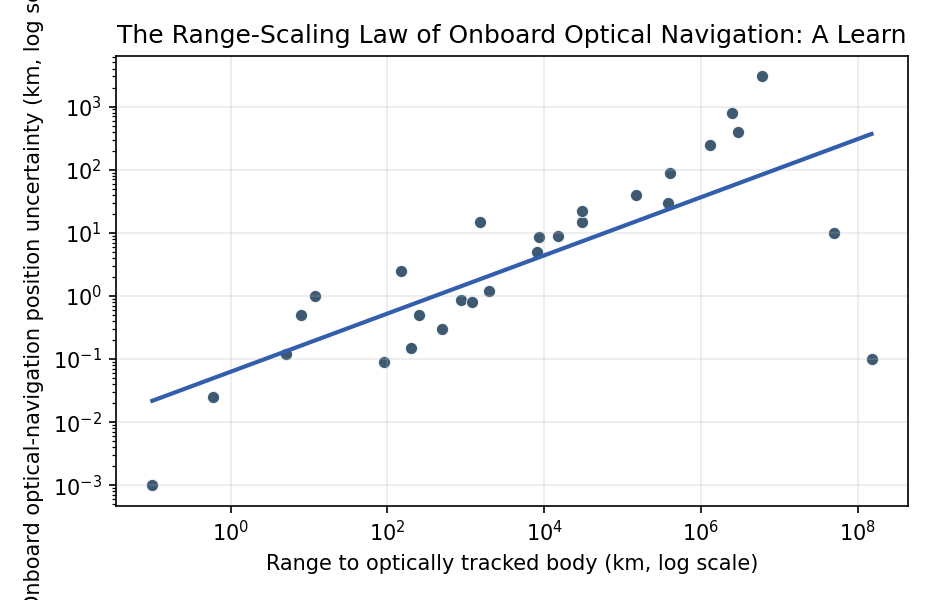 The Range-Scaling Law of Onboard Optical Navigation: A Learn
Onboard optical-navigation position uncertainty (km, log sc
10³
10²
10¹
10⁰
10⁻¹
10⁻²
10⁻³
10⁰ 10² 10⁴ 10⁶ 10⁸
Range to optically tracked body (km, log scale)